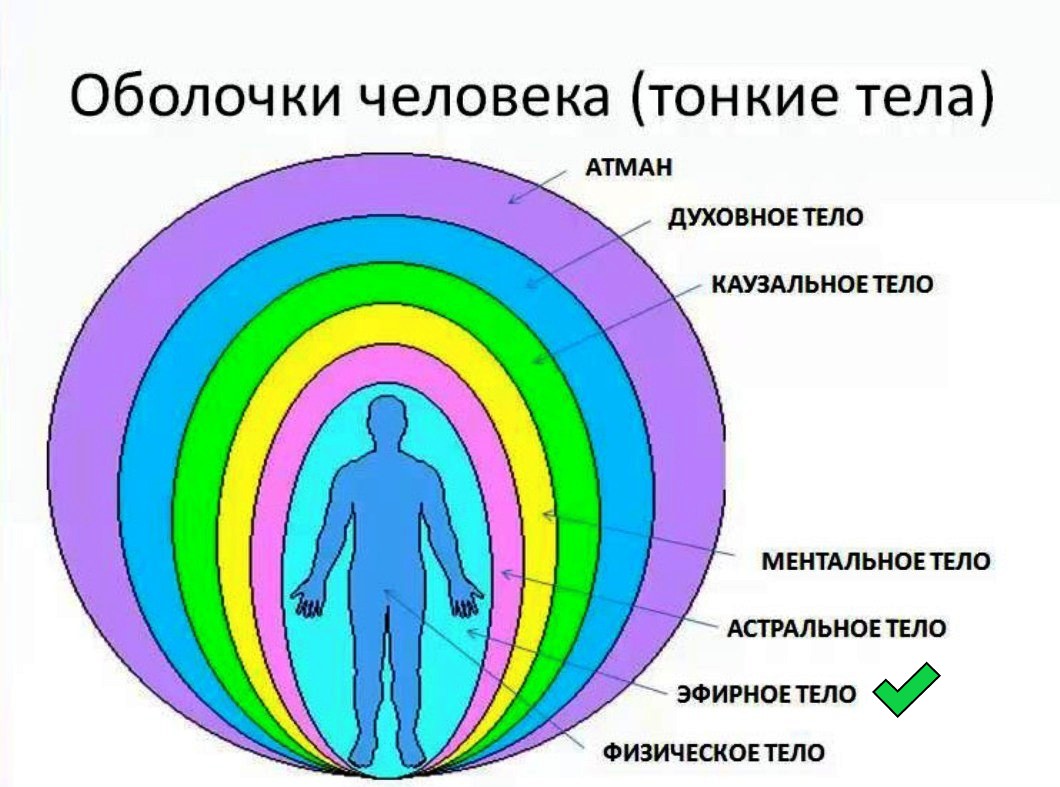 Оболочки человека (тонкие тела)
АТМАН
ДУХОВНОЕ ТЕЛО
КАУЗАЛЬНОЕ ТЕЛО
МЕНТАЛЬНОЕ ТЕЛО
АСТРАЛЬНОЕ ТЕЛО
ЭФИРНОЕ ТЕЛО
ФИЗИЧЕСКОЕ ТЕЛО